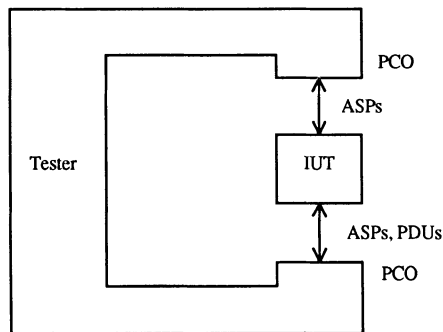 PCO
ASPs
Tester
IUT
ASPs, PDUs
PCO